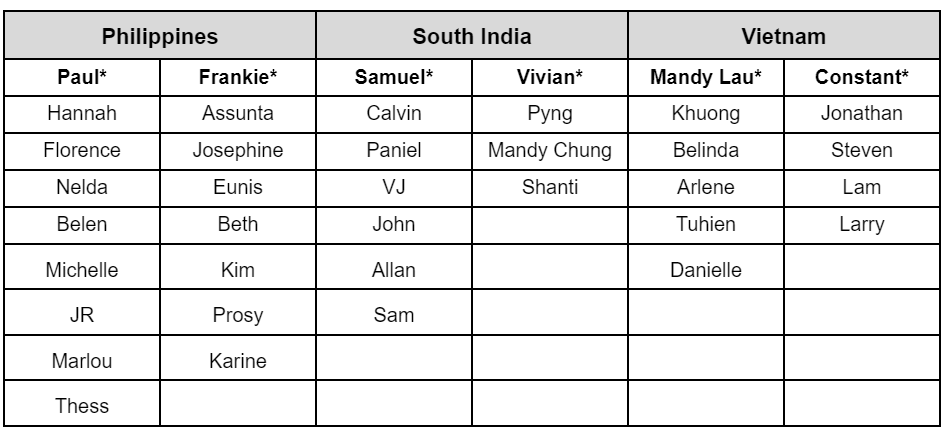 Philippines South India Vietnam
Paul* Frankie* Samuel* Vivian* Mandy Lau* Constant*
Hannah Assunta Calvin Pyng Khuong Jonathan
Florence Josephine Paniel Mandy Chung Belinda Steven
Nelda Eunis VJ Shanti Arlene Lam
Belen Beth John Tuhien Larry
Michelle Kim Allan Danielle
JR Prosy Sam
Marlou Karine
Thess